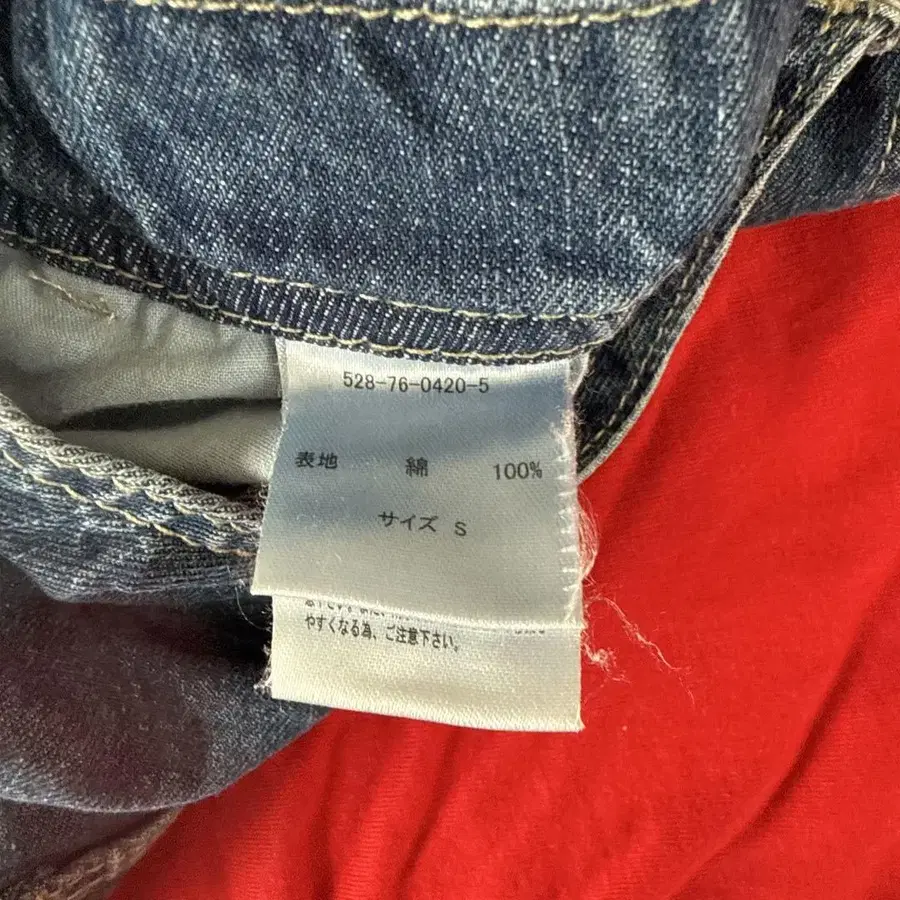 528-76-0420-5
表地 綿 100%
サイズ S
やすくなる為、ご注意下さい。